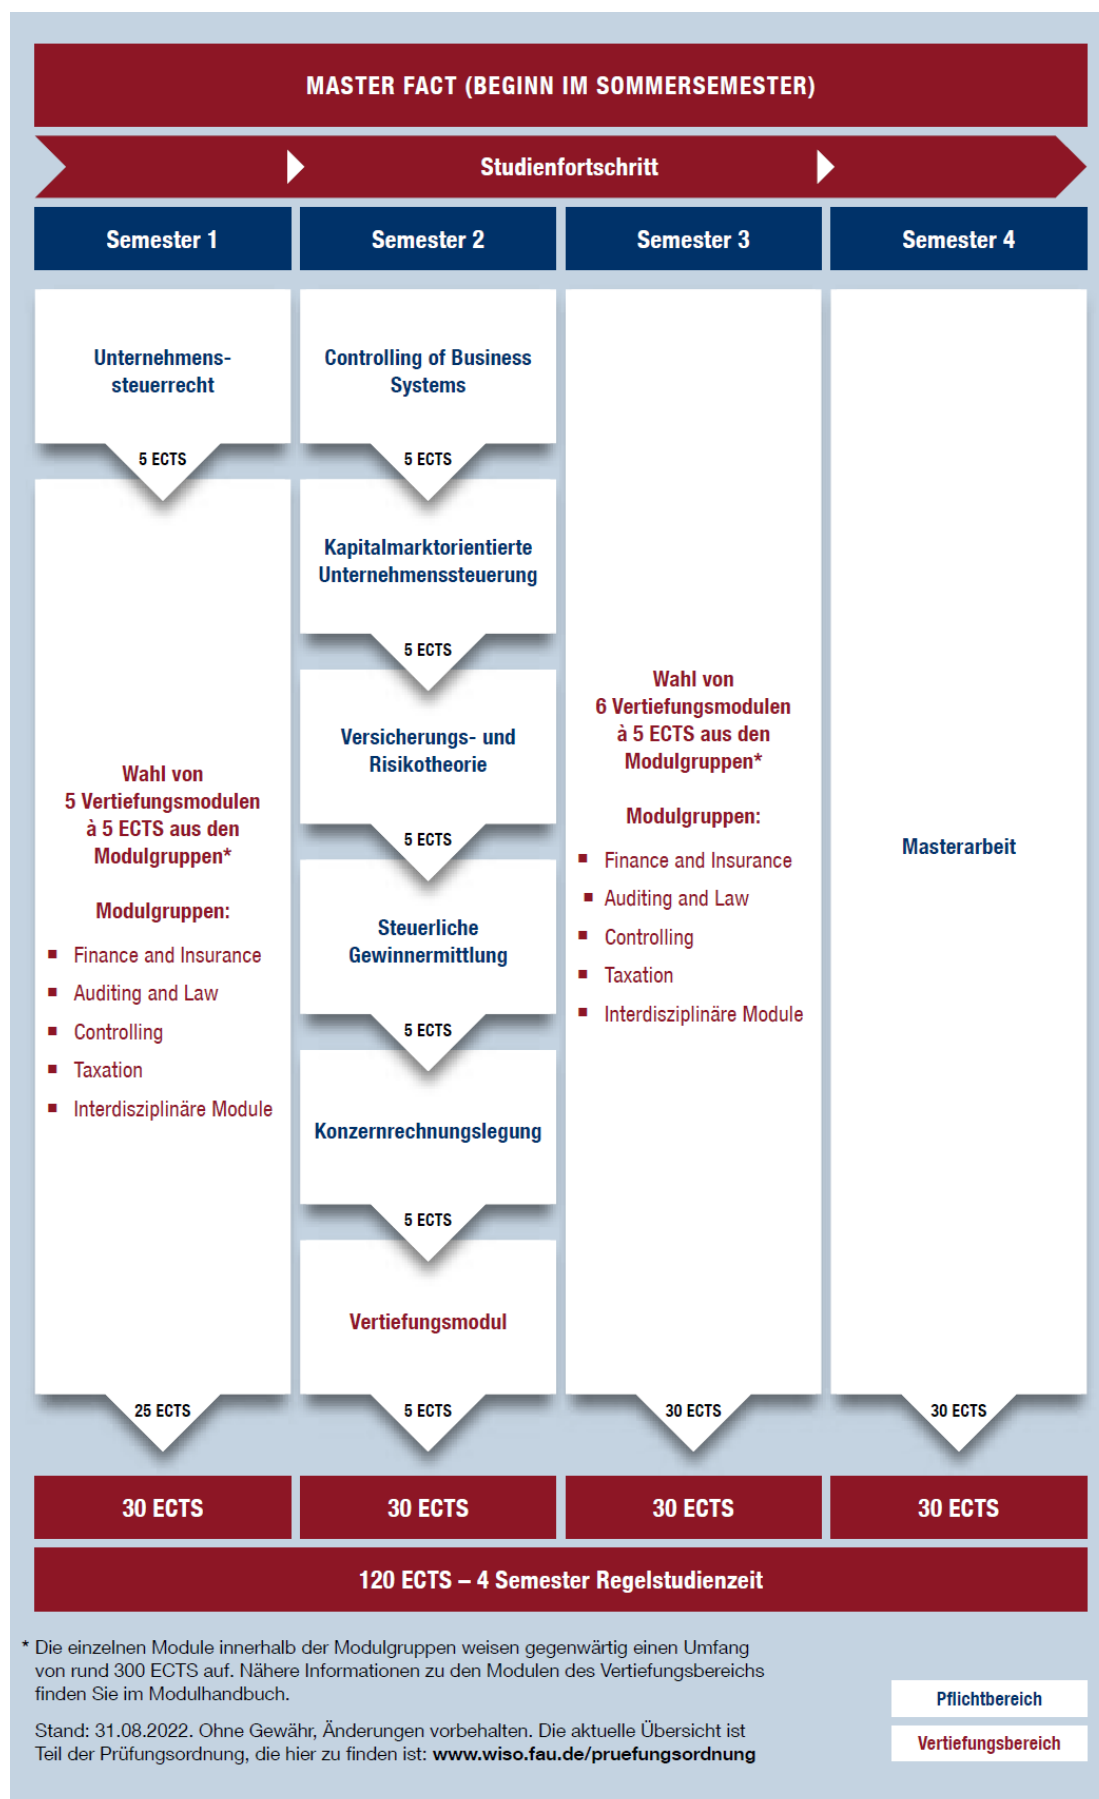 MASTER FACT (BEGINN IM SOMMERSEMESTER)
Studienfortschritt
Semester 1
Semester 2
Semester 3
Semester 4
Unternehmens-
steuerrecht
5 ECTS
Wahl von
5 Vertiefungsmodulen
à 5 ECTS aus den
Modulgruppen*
Modulgruppen:
Finance and Insurance
Auditing and Law
Controlling
Taxation
Interdisziplinäre Module
25 ECTS
Controlling of Business
Systems
5 ECTS
Kapitalmarktorientierte
Unternehmenssteuerung
5 ECTS
Versicherungs- und
Risikotheorie
5 ECTS
Steuerliche
Gewinnermittlung
5 ECTS
Konzernrechnungslegung
5 ECTS
Vertiefungsmodul
5 ECTS
Wahl von
6 Vertiefungsmodulen
à 5 ECTS aus den
Modulgruppen*
Modulgruppen:
Finance and Insurance
Auditing and Law
Controlling
Taxation
Interdisziplinäre Module
30 ECTS
Masterarbeit
30 ECTS
30 ECTS
30 ECTS
30 ECTS
30 ECTS
120 ECTS – 4 Semester Regelstudienzeit
* Die einzelnen Module innerhalb der Modulgruppen weisen gegenwärtig einen Umfang
von rund 300 ECTS auf. Nähere Informationen zu den Modulen des Vertiefungsbereichs
finden Sie im Modulhandbuch.
Stand: 31.08.2022. Ohne Gewähr, Änderungen vorbehalten. Die aktuelle Übersicht ist
Teil der Prüfungsordnung, die hier zu finden ist: www.wiso.fau.de/pruefungsordnung
Pflichtbereich
Vertiefungsbereich